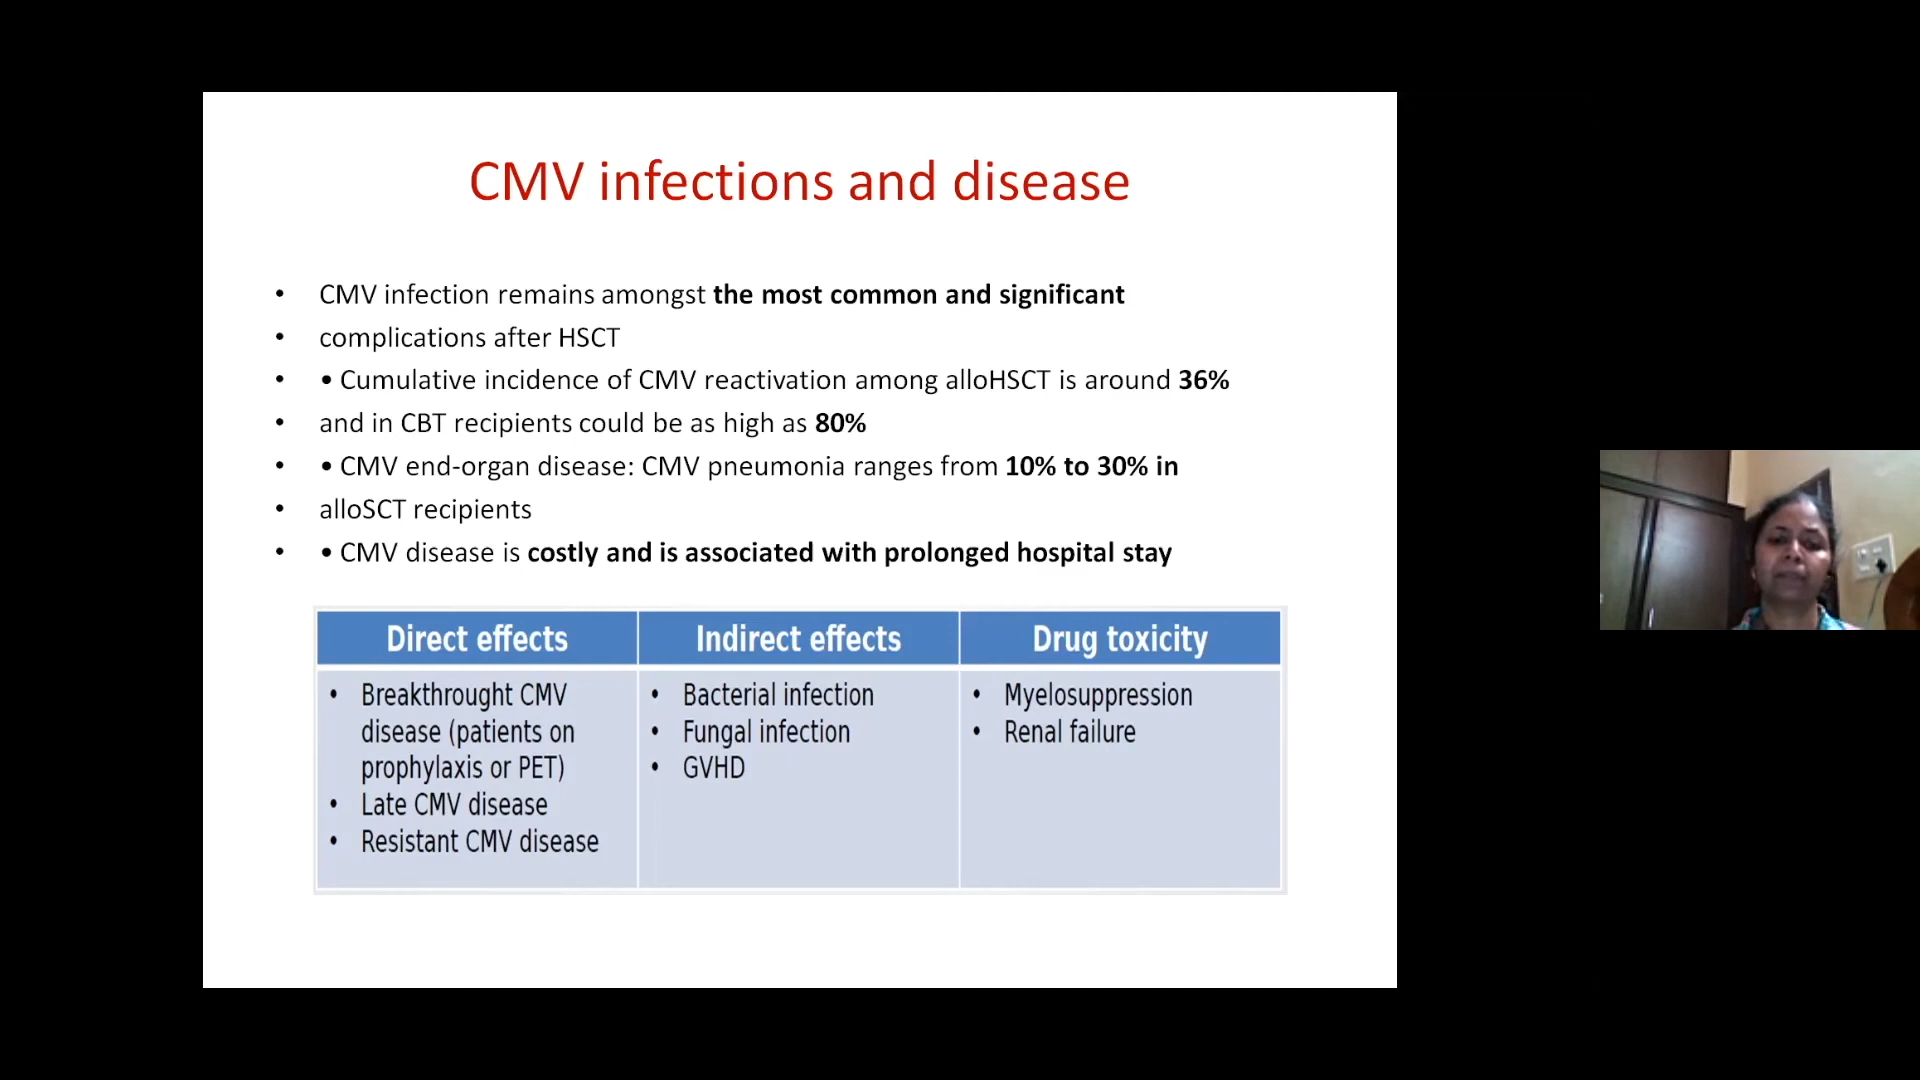 CMV infections and disease
• CMV infection remains amongst the most common and significant
• complications after HSCT
• • Cumulative incidence of CMV reactivation among alloHSCT is around 36%
• and in CBT recipients could be as high as 80%
• • CMV end-organ disease: CMV pneumonia ranges from 10% to 30% in
• alloSCT recipients
• • CMV disease is costly and is associated with prolonged hospital stay
Direct effects
• Breakthrought CMV
disease (patients on
prophylaxis or PET)
• Late CMV disease
• Resistant CMV disease
Indirect effects
• Bacterial infection
• Fungal infection
• GVHD
Drug toxicity
• Myelosuppression
• Renal failure